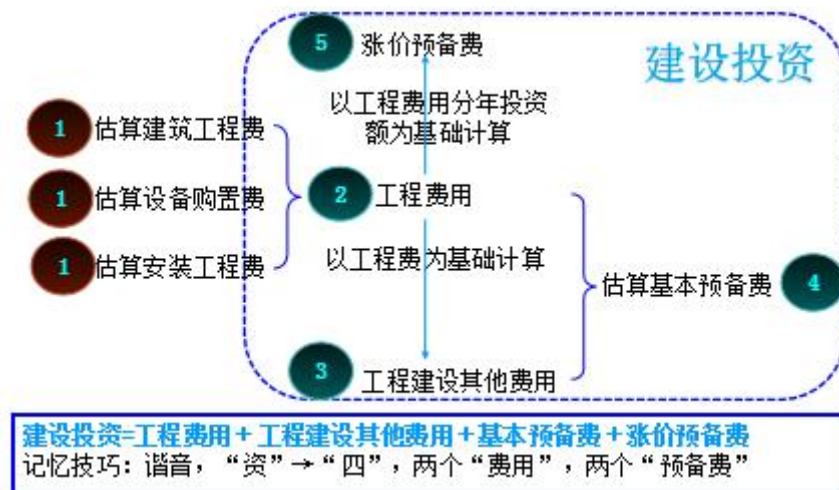 5 涨价预备费
建设投资
以工程费用分年投资
额为基础计算
1 估算建筑工程费
1 估算设备购置费
1 估算安装工程费
2 工程费用
以工程费为基础计算
估算基本预备费 4
3 工程建设其他费用
建设投资=工程费用+工程建设其他费用+基本预备费+涨价预备费
记忆技巧：谐音，“资”→“四”，两个“费用”，两个“预备费”